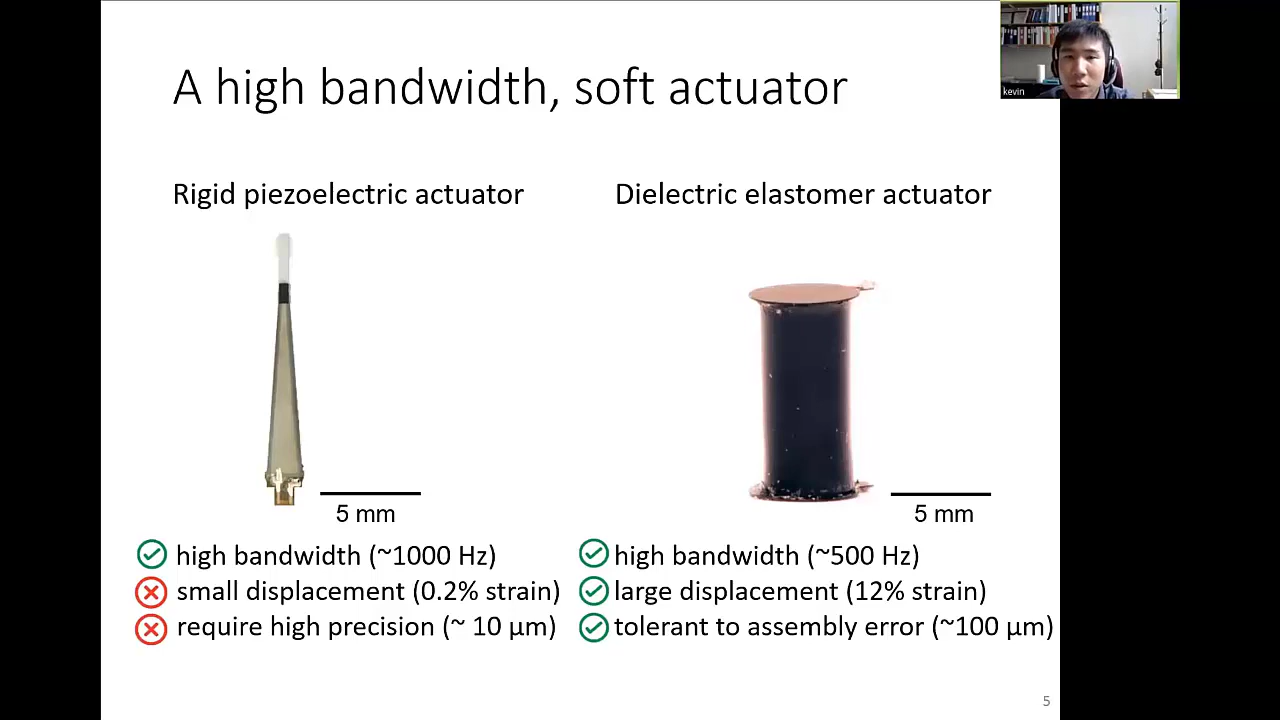 A high bandwidth, soft actuator
kevin
Rigid piezoelectric actuator
Dielectric elastomer actuator
5 mm
5 mm
high bandwidth (~1000 Hz)
small displacement (0.2% strain)
require high precision (~ 10 µm)
high bandwidth (~500 Hz)
large displacement (12% strain)
tolerant to assembly error (~100 µm)
5